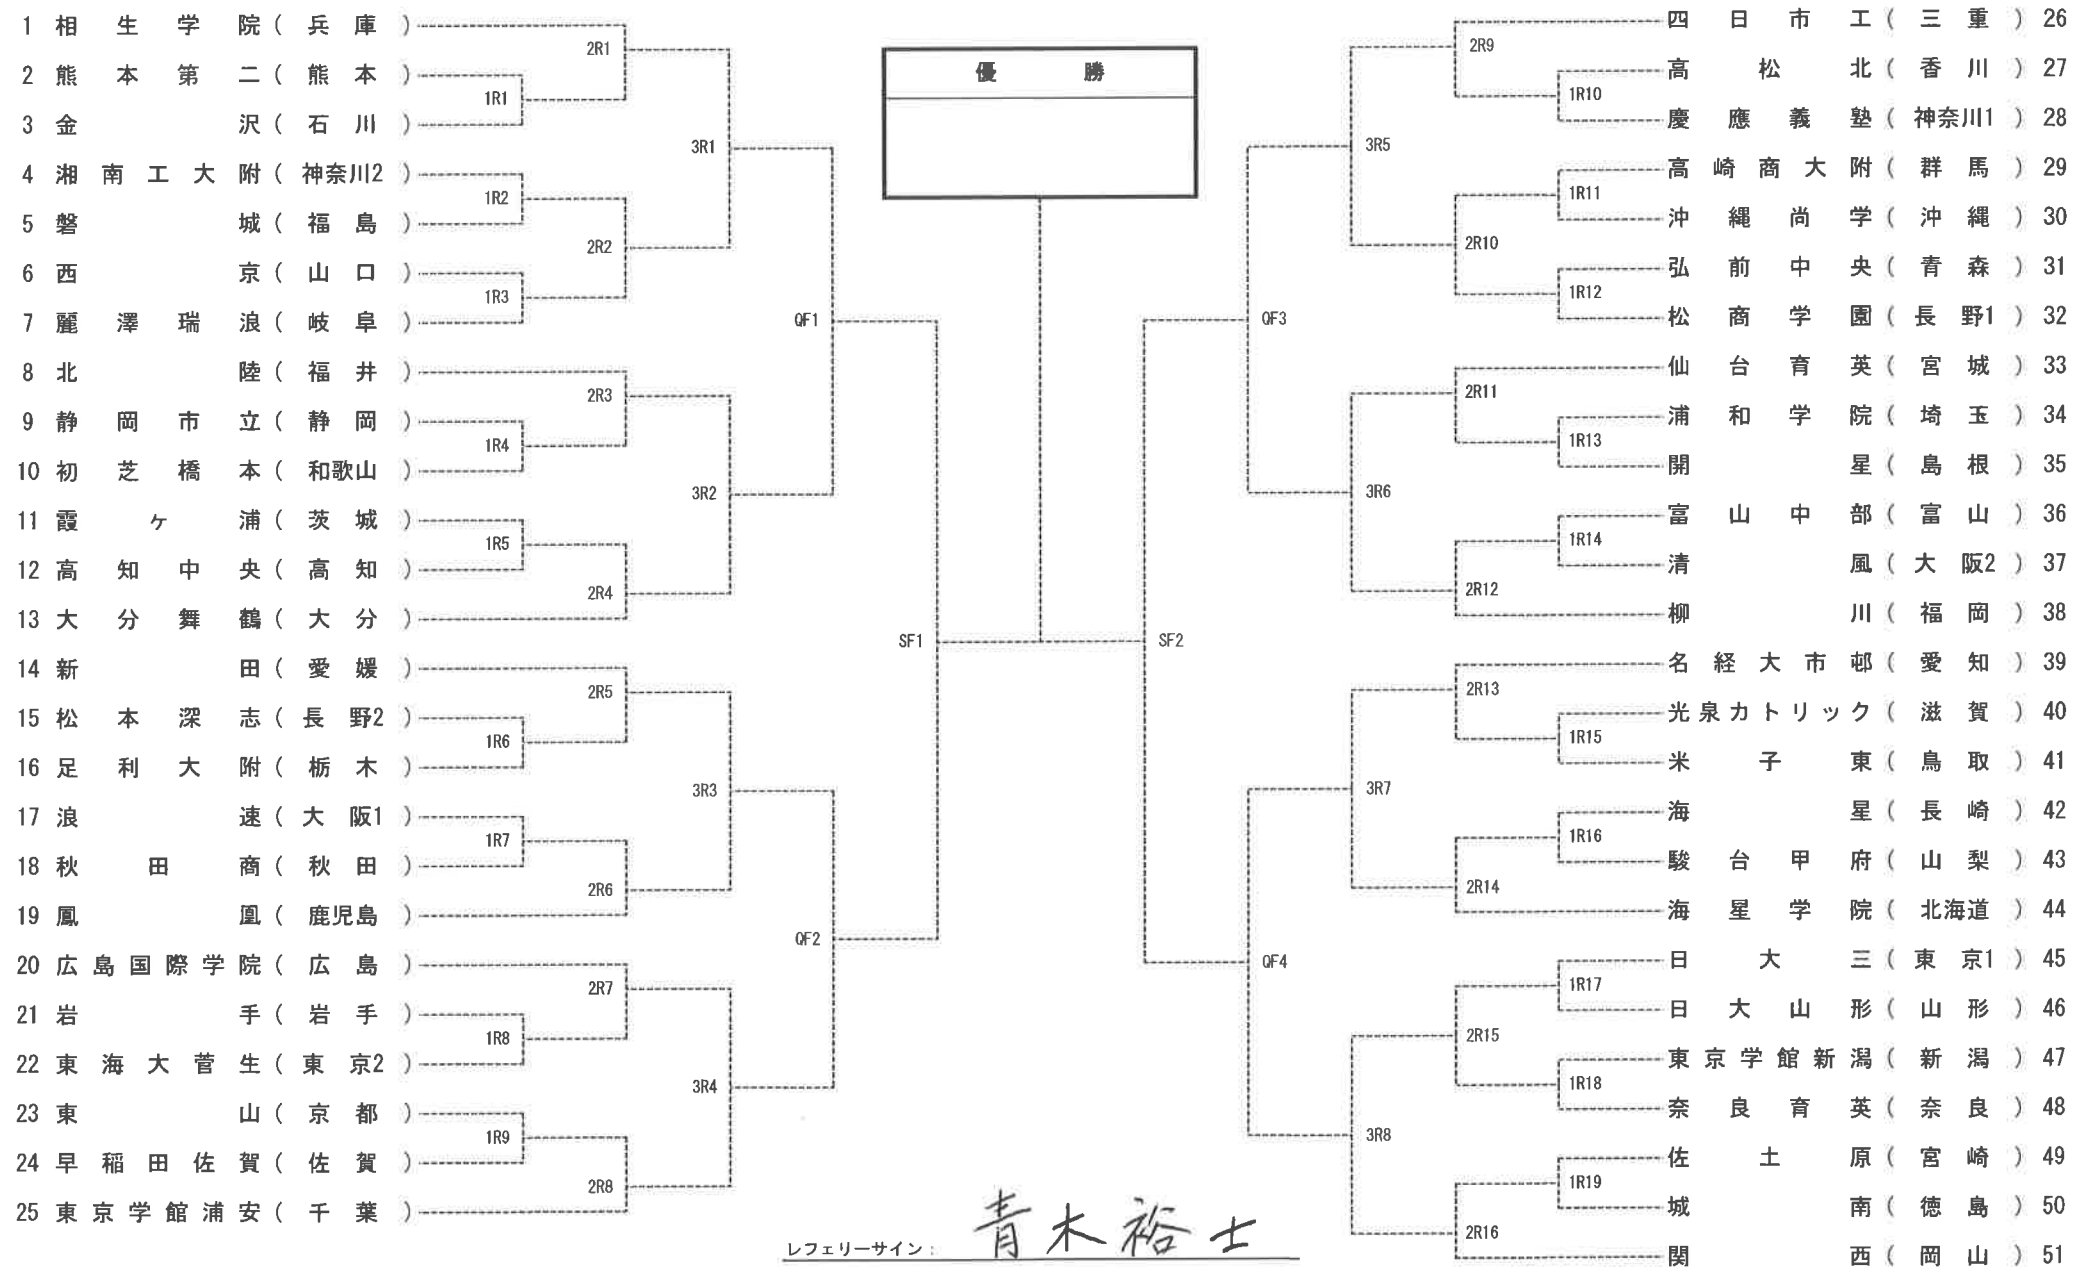 1 相生学院（兵庫）
2 熊本第二（熊本）
3 金沢（石川）
4 湘南工大附（神奈川2）
5 磐城（福島）
6 西京（山口）
7 麗澤瑞浪（岐阜）
8 北陸（福井）
9 静岡市立（静岡）
10 初芝橋本（和歌山）
11 霞ヶ浦（茨城）
12 高知中央（高知）
13 大分舞鶴（大分）
14 新田（愛媛）
15 松本深志（長野2）
16 足利大附（栃木）
17 浪速（大阪1）
18 秋田商（秋田）
19 鳳凰（鹿児島）
20 広島国際学院（広島）
21 岩手（岩手）
22 東海大菅生（東京2）
23 東山（京都）
24 早稲田佐賀（佐賀）
25 東京学館浦安（千葉）
1R1
1R2
1R3
1R4
1R5
1R6
1R7
1R8
1R9
2R1
2R2
2R3
2R4
2R5
2R6
2R7
2R8
3R1
3R2
3R3
3R4
QF1
QF2
SF1
優勝
SF2
QF3
QF4
3R5
3R6
3R7
3R8
2R9
2R10
2R11
2R12
2R13
2R14
2R15
2R16
1R10
1R11
1R12
1R13
1R14
1R15
1R16
1R17
1R18
1R19
四日市工（三重）26
高松北（香川）27
慶應義塾（神奈川1）28
高崎商大附（群馬）29
沖縄尚学（沖縄）30
弘前中央（青森）31
松商学園（長野1）32
仙台育英（宮城）33
浦和学院（埼玉）34
開星（島根）35
富山中部（富山）36
清風（大阪2）37
柳川（福岡）38
名経大市邨（愛知）39
光泉カトリック（滋賀）40
米子東（鳥取）41
海星（長崎）42
駿台甲府（山梨）43
海星学院（北海道）44
日大三（東京1）45
日大山形（山形）46
東京学館新潟（新潟）47
奈良育英（奈良）48
佐土原（宮崎）49
城南（徳島）50
関西（岡山）51
レフェリーサイン： 青木裕士